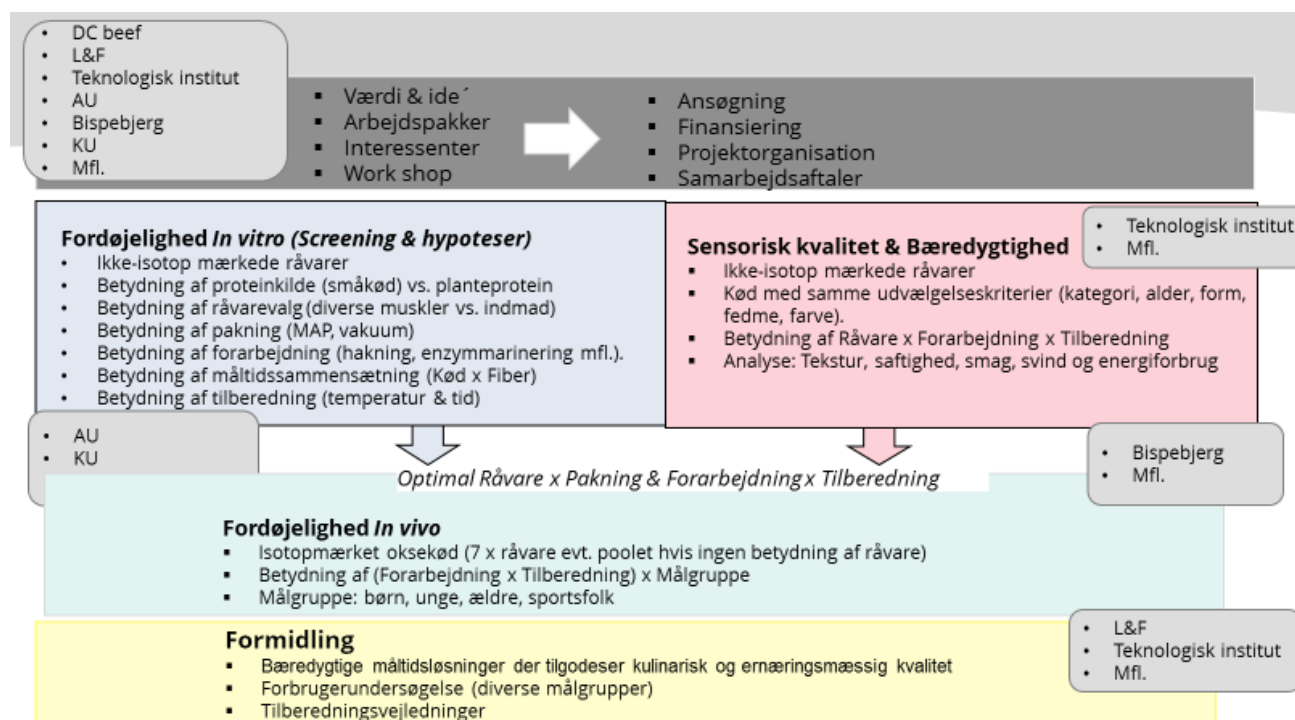 DC beef
L&F
Teknologisk institut
AU
Bispebjerg
KU
Mfl.
Værdi & ide´
Arbejdspakker
Interessenter
Work shop
Ansøgning
Finansiering
Projektorganisation
Samarbejdsaftaler
Fordøjelighed In vitro (Screening & hypoteser)
Ikke-isotop mærkede råvarer
Betydning af proteinkilde (småkød) vs. planteprotein
Betydning af råvarevalg (diverse muskler vs. indmad)
Betydning af pakning (MAP, vakuum)
Betydning af forarbejdning (hakning, enzymmarinering mfl.).
Betydning af måltidssammensætning (Kød x Fiber)
Betydning af tilberedning (temperatur & tid)
Teknologisk institut
Mfl.
Sensorisk kvalitet & Bæredygtighed
Ikke-isotop mærkede råvarer
Kød med samme udvælgelseskriterier (kategori, alder, form,
fedme, farve).
Betydning af Råvare x Forarbejdning x Tilberedning
Analyse: Tekstur, saftighed, smag, svind og energiforbrug
AU
KU
Bispebjerg
Mfl.
Optimal Råvare x Pakning & Forarbejdning x Tilberedning
Fordøjelighed In vivo
Isotopmærket oksekød (7 x råvare evt. poolet hvis ingen betydning af råvare)
Betydning af (Forarbejdning x Tilberedning) x Målgruppe
Målgruppe: børn, unge, ældre, sportsfolk
L&F
Teknologisk institut
Mfl.
Formidling
Bæredygtige måltidsløsninger der tilgodeser kulinarisk og ernæringsmæssig kvalitet
Forbrugerundersøgelse (diverse målgrupper)
Tilberedningsvejledninger